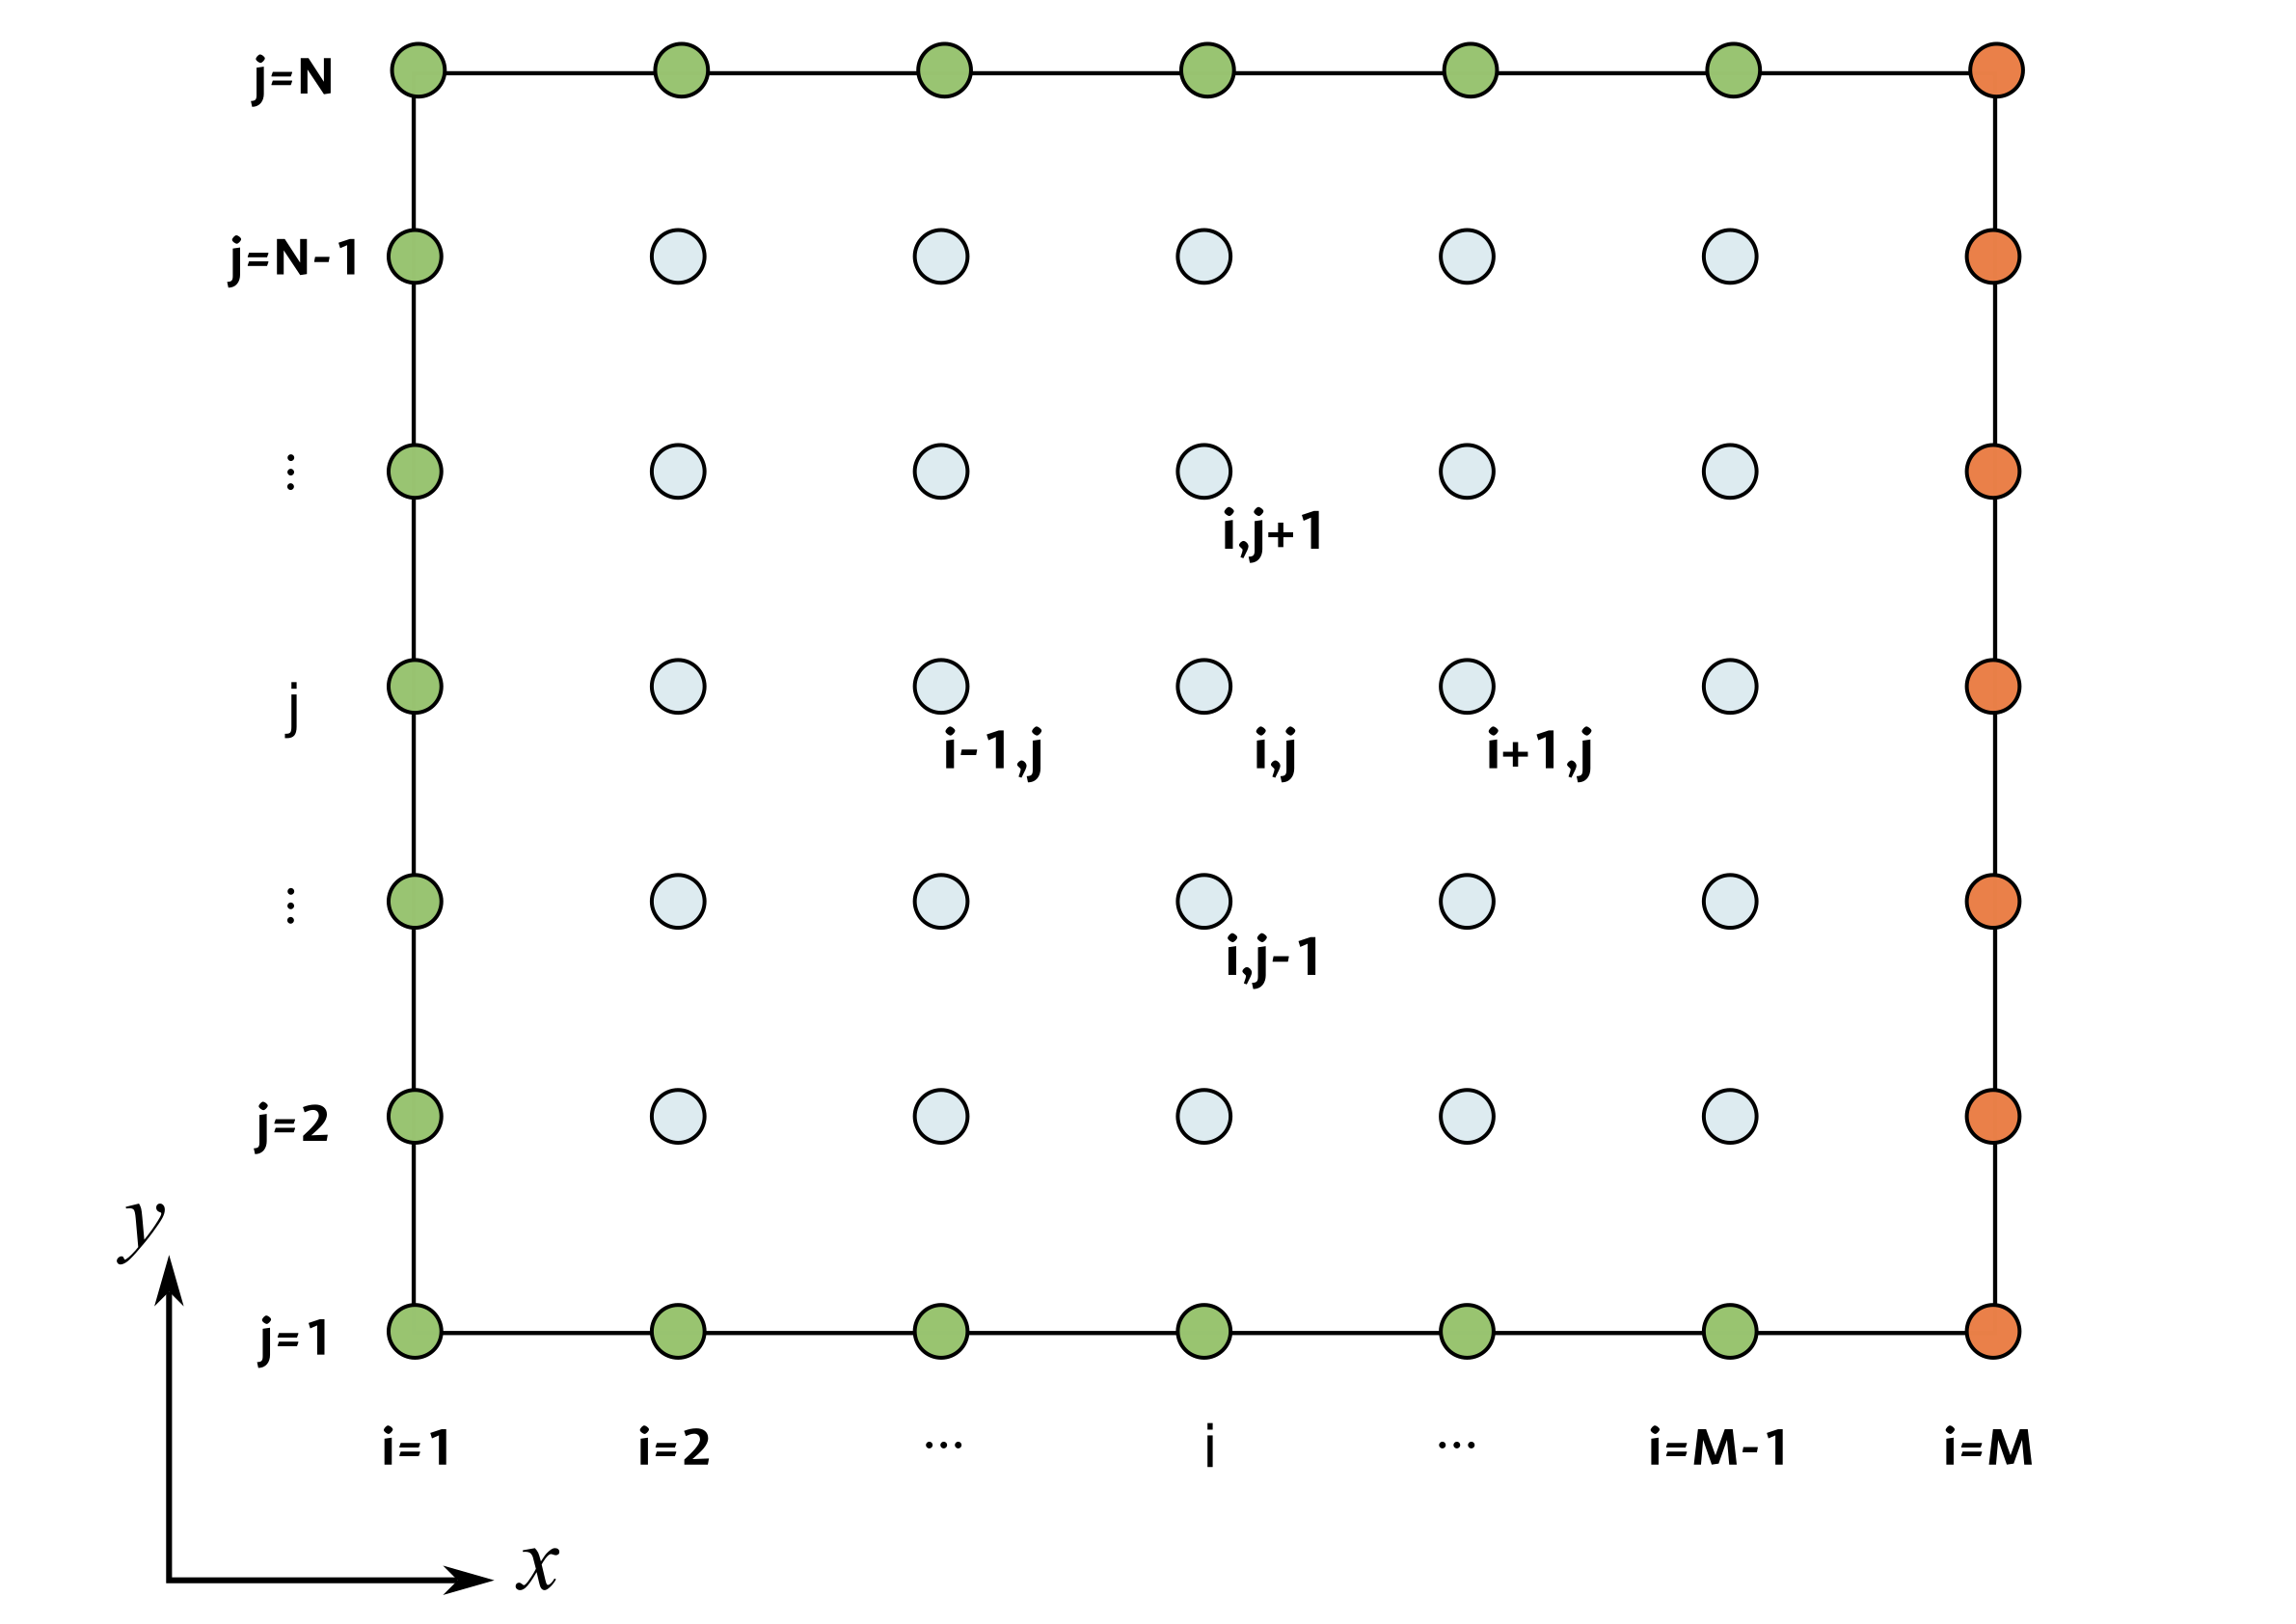 j=N
j=N-1
⋮
i,j+1
j
i-1,j i,j i+1,j
⋮
i,j-1
j=2
y
j=1
i=1 i=2 ... i ... i=M-1 i=M
x